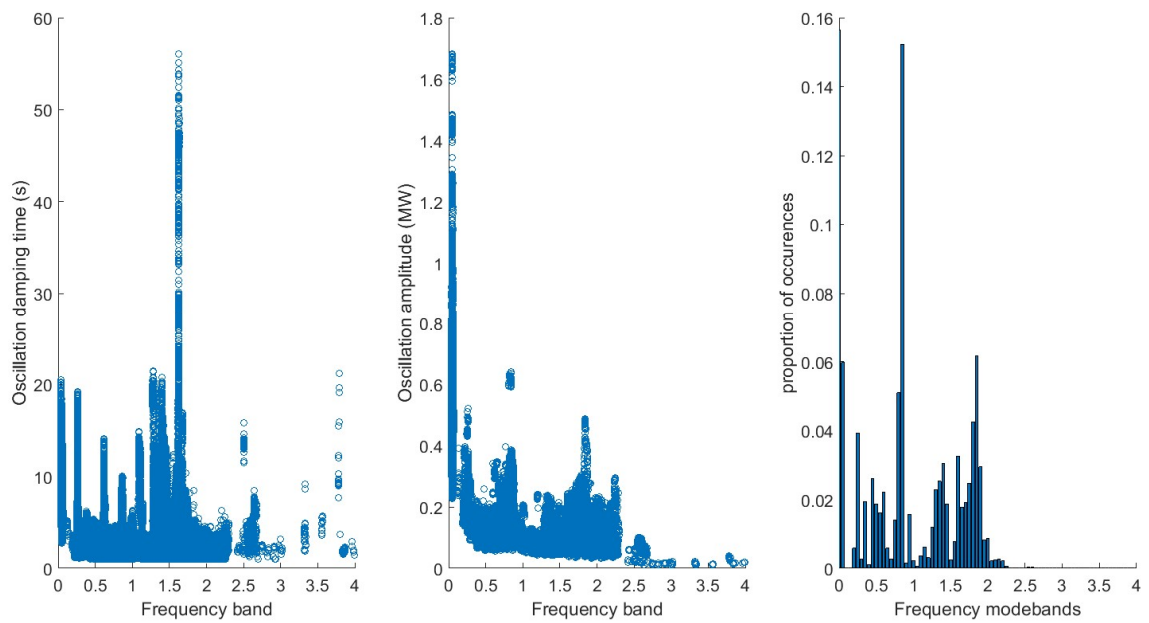 60
50
40
30
20
10
0
0 0.5 1 1.5 2 2.5 3 3.5 4
Oscillation damping time (s)
Frequency band
1.8
1.6
1.4
1.2
1
0.8
0.6
0.4
0.2
0
0 0.5 1 1.5 2 2.5 3 3.5 4
Oscillation amplitude (MW)
Frequency band
0.16
0.14
0.12
0.1
0.08
0.06
0.04
0.02
0
0 0.5 1 1.5 2 2.5 3 3.5 4
proportion of occurences
Frequency modebands